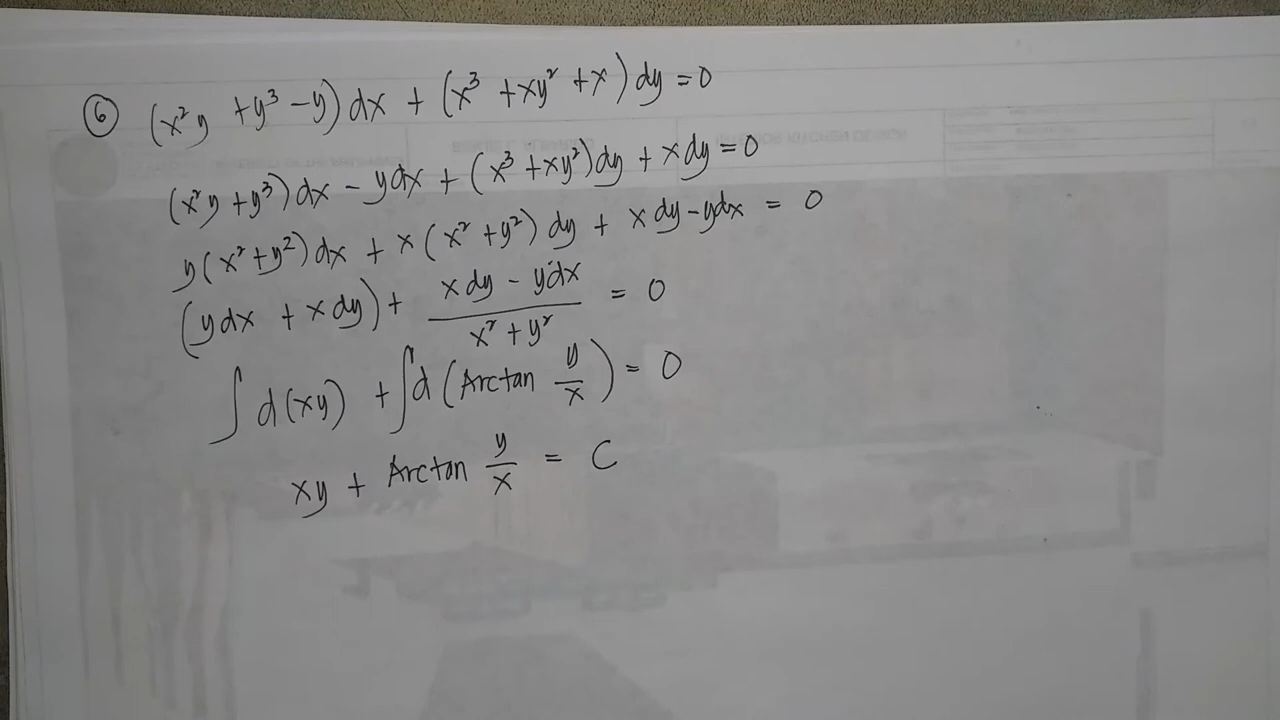 ⑥ (x²y + y³ - y) dx + (x³ + xy² + x) dy = 0
(x²y + y³) dx - y dx + (x³ + xy²) dy + x dy = 0
y(x² + y²) dx + x(x² + y²) dy + x dy - y dx = 0
(y dx + x dy) + (x dy - y dx)/(x² + y²) = 0
∫ d(xy) + ∫ d(Arctan y/x) = 0
xy + Arctan y/x = C